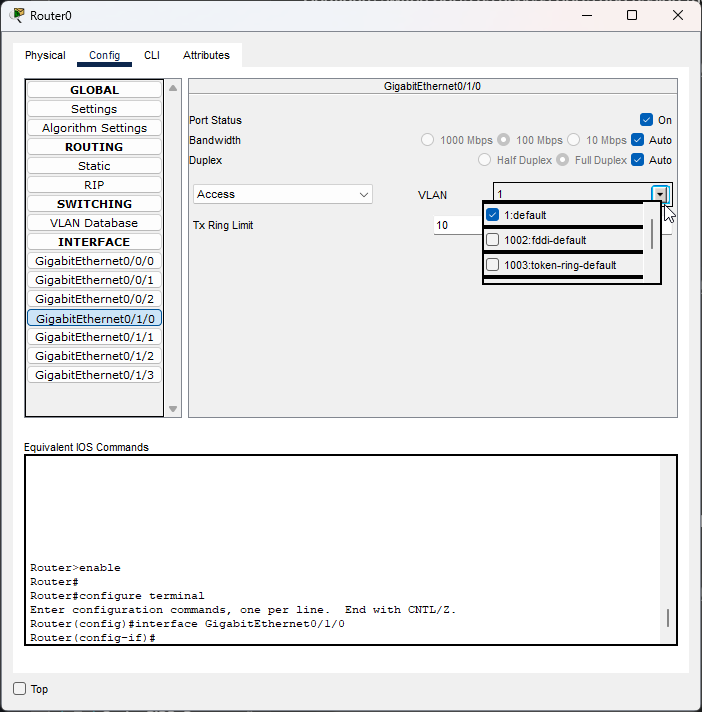 Router0
Physical Config CLI Attributes
GLOBAL
Settings
Algorithm Settings
ROUTING
Static
RIP
SWITCHING
VLAN Database
INTERFACE
GigabitEthernet0/0/0
GigabitEthernet0/0/1
GigabitEthernet0/0/2
GigabitEthernet0/1/0
GigabitEthernet0/1/1
GigabitEthernet0/1/2
GigabitEthernet0/1/3
GigabitEthernet0/1/0
Port Status On
Bandwidth 1000 Mbps 100 Mbps 10 Mbps Auto
Duplex Half Duplex Full Duplex Auto
Access VLAN 1
1:default
1002:fddi-default
1003:token-ring-default
Tx Ring Limit 10
Equivalent IOS Commands
Router>enable
Router#
Router#configure terminal
Enter configuration commands, one per line. End with CNTL/Z.
Router(config)#interface GigabitEthernet0/1/0
Router(config-if)#
Top